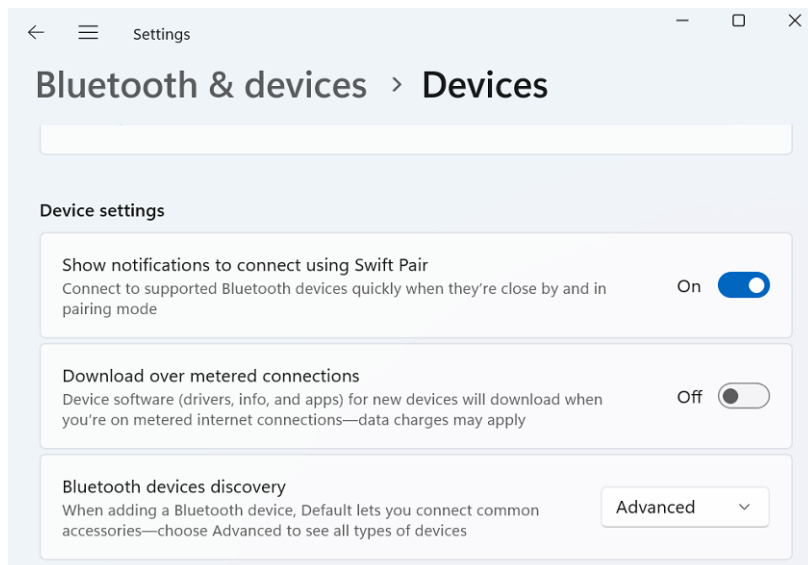 Settings
Bluetooth & devices › Devices
Device settings
Show notifications to connect using Swift Pair
Connect to supported Bluetooth devices quickly when they're close by and in
pairing mode
On
Download over metered connections
Device software (drivers, info, and apps) for new devices will download when
you're on metered internet connections—data charges may apply
Off
Bluetooth devices discovery
When adding a Bluetooth device, Default lets you connect common
accessories—choose Advanced to see all types of devices
Advanced